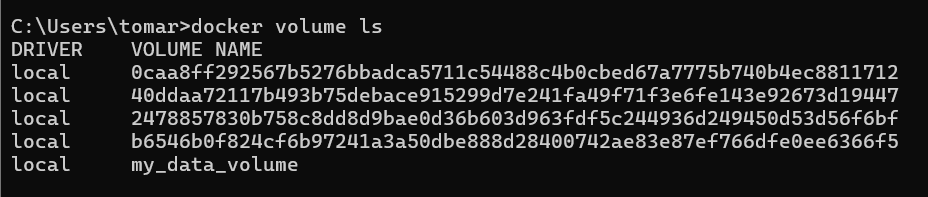 C:\Users\tomar>docker volume ls
DRIVER    VOLUME NAME
local     0caa8ff292567b5276bbadca5711c54488c4b0cbed67a7775b740b4ec8811712
local     40ddaa72117b493b75debace915299d7e241fa49f71f3e6fe143e92673d19447
local     2478857830b758c8dd8d9bae0d36b603d963fdf5c244936d249450d53d56f6bf
local     b6546b0f824cf6b97241a3a50dbe888d28400742ae83e87ef766dfe0ee6366f5
local     my_data_volume